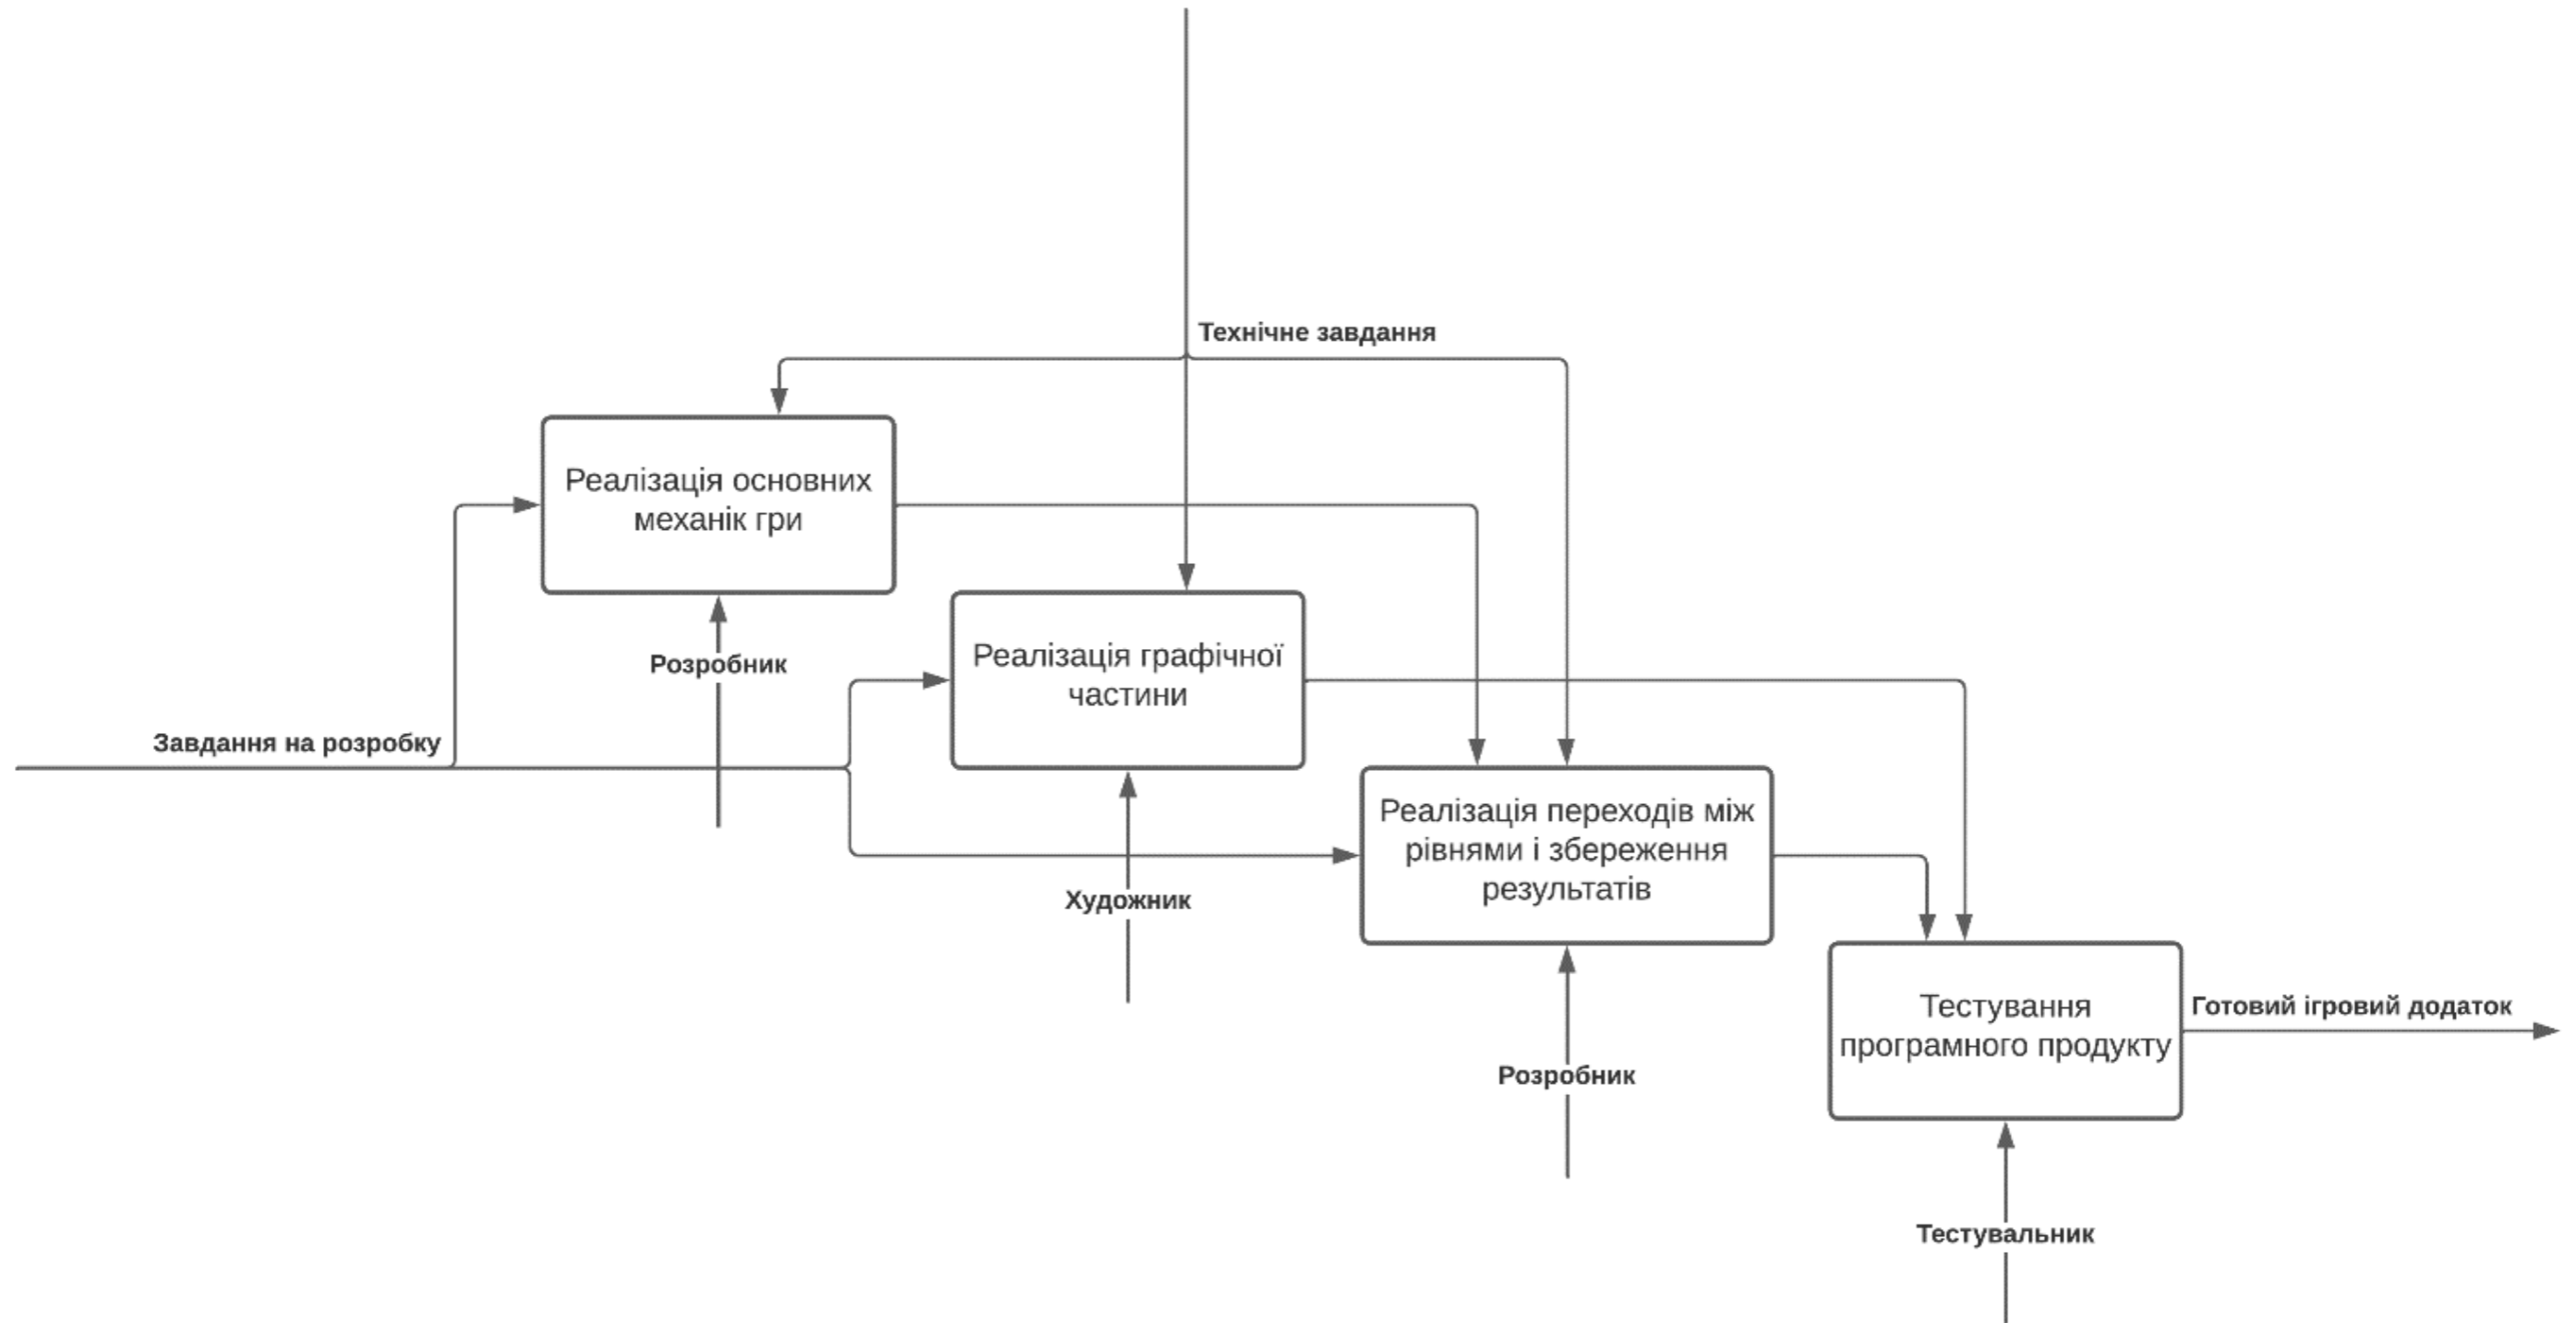 Технічне завдання
Реалізація основних
механік гри
Розробник
Реалізація графічної
частини
Завдання на розробку
Реалізація переходів між
рівнями і збереження
результатів
Художник
Тестування
програмного продукту
Готовий ігровий додаток
Розробник
Тестувальник